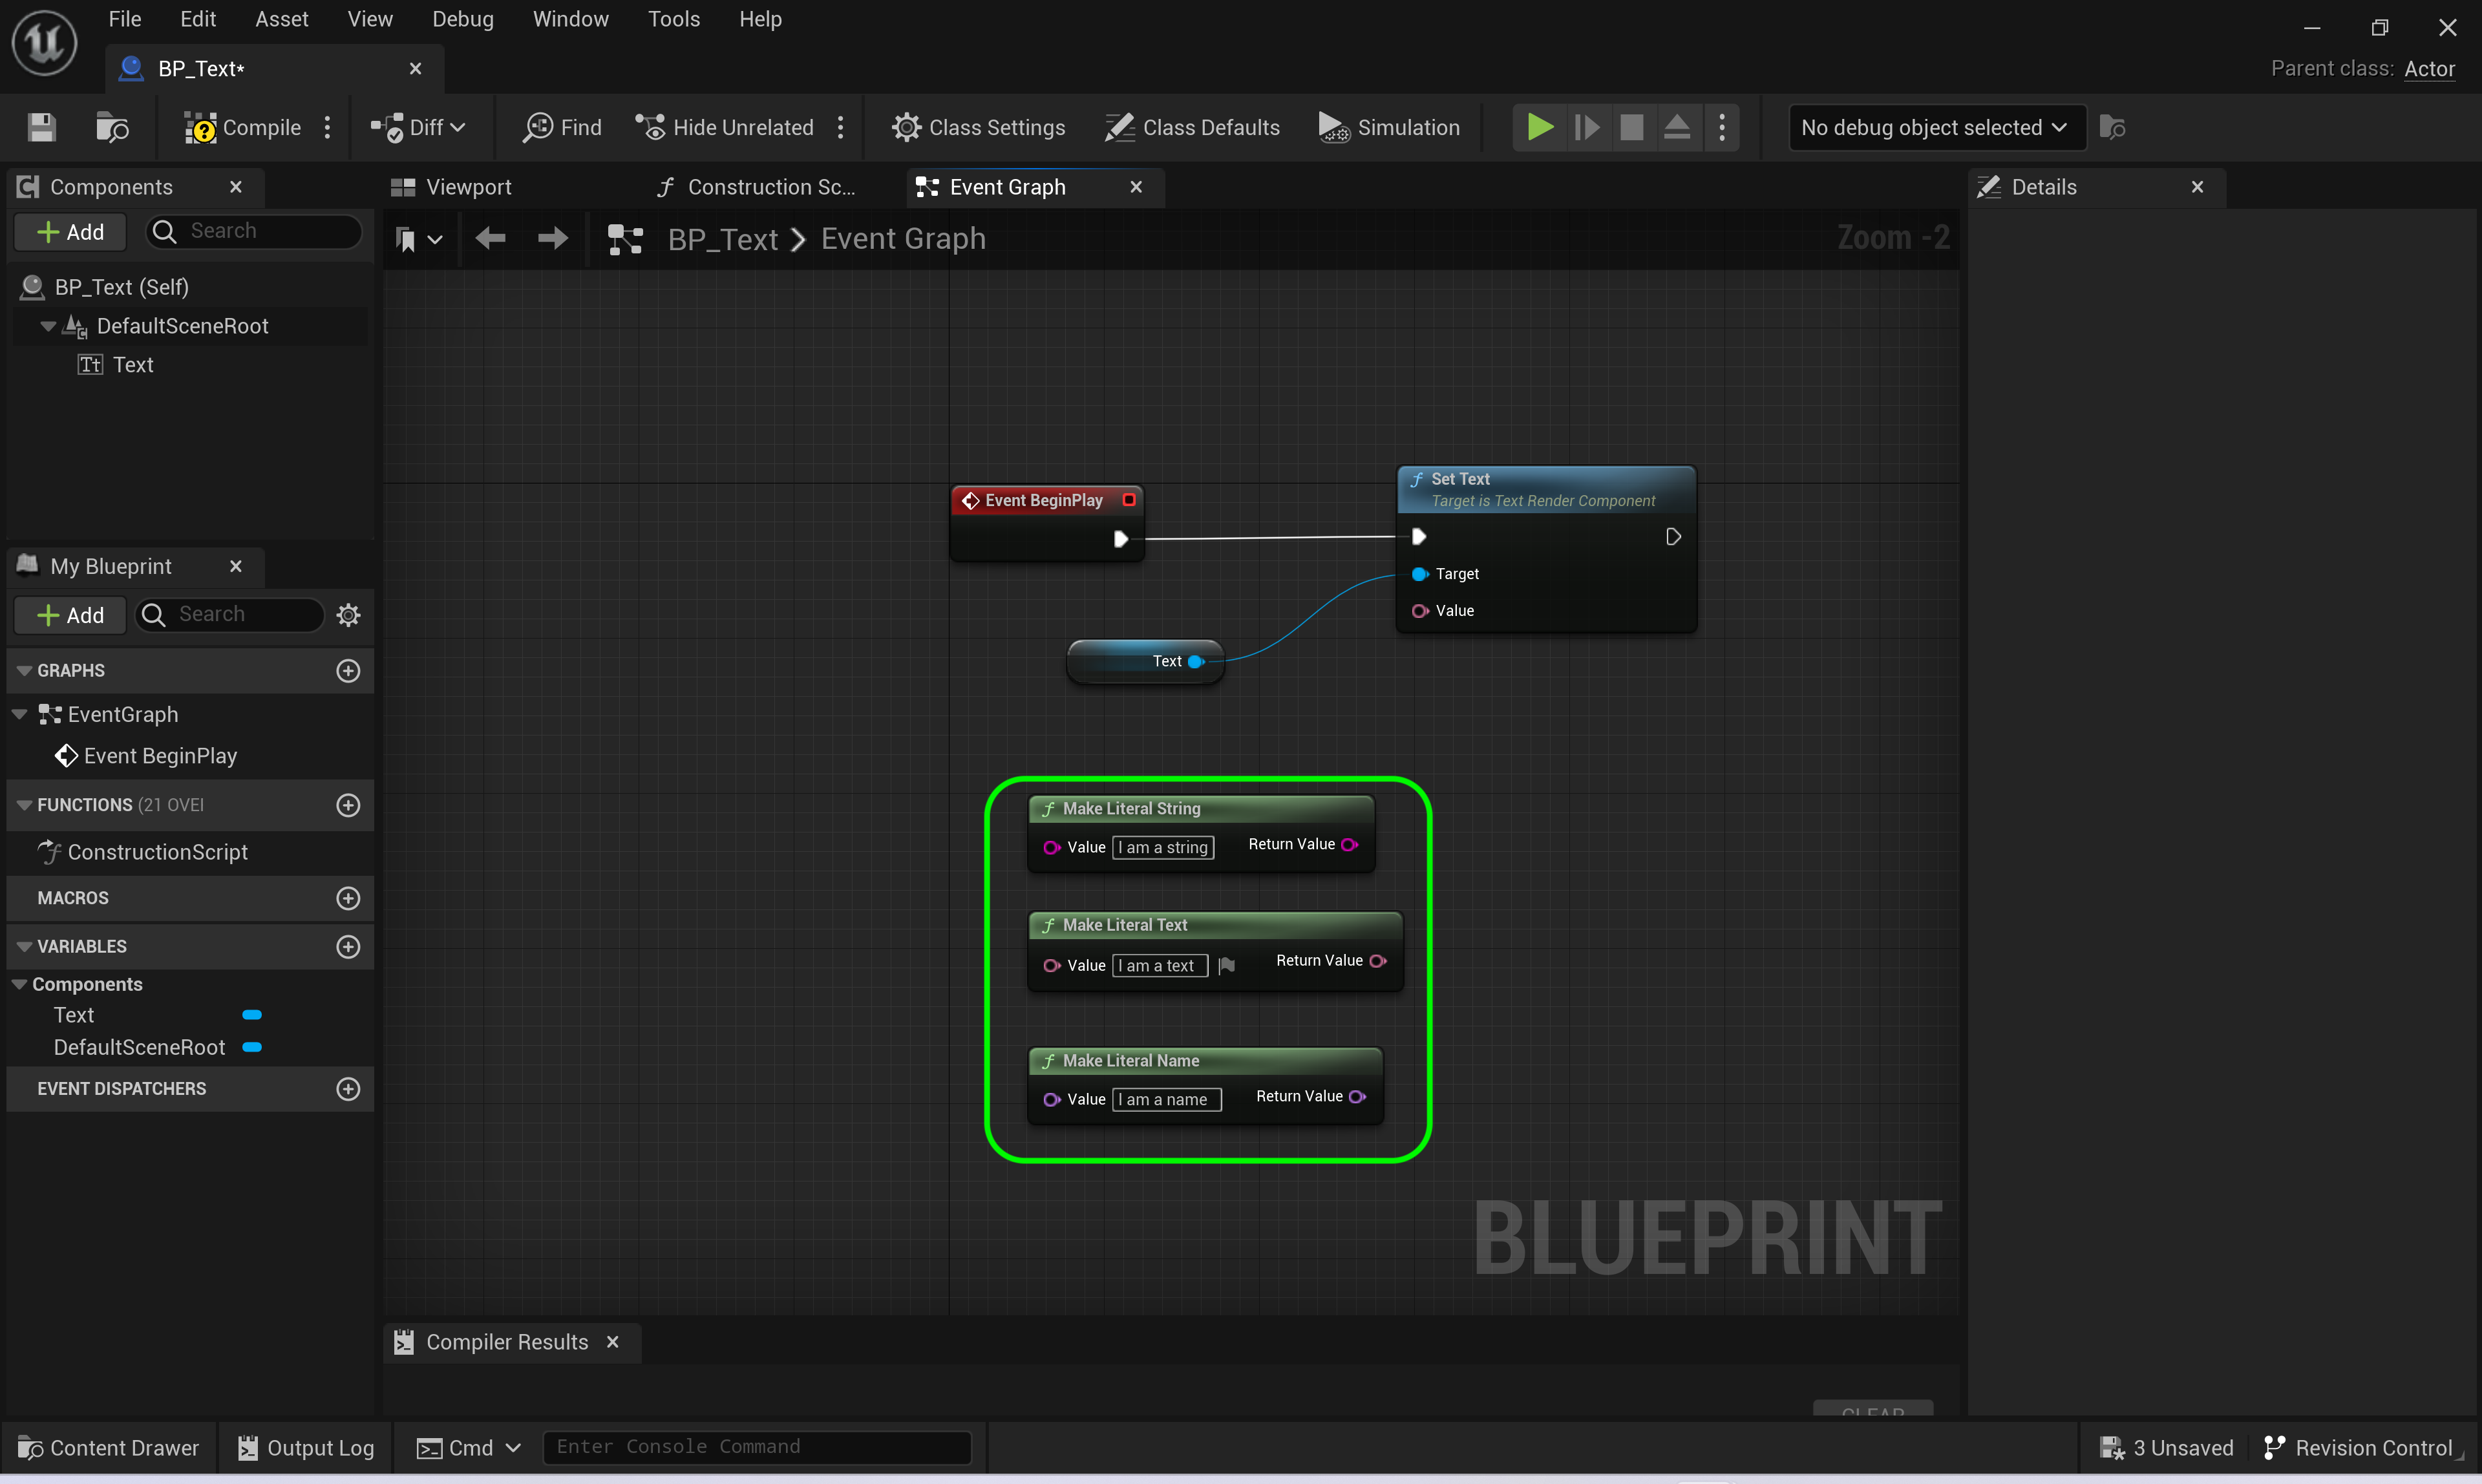 File Edit Asset View Debug Window Tools Help
BP_Text*
Parent class: Actor
Compile Diff Find Hide Unrelated Class Settings Class Defaults Simulation No debug object selected
Components Viewport Construction Sc... Event Graph Details
Add Search
BP_Text > Event Graph Zoom -2
BP_Text (Self)
DefaultSceneRoot
Text
Set Text
Target is Text Render Component
Event BeginPlay
Target
Value
Text
My Blueprint
Add Search
GRAPHS
EventGraph
Event BeginPlay
FUNCTIONS (21 OVEI
ConstructionScript
MACROS
VARIABLES
Components
Text
DefaultSceneRoot
EVENT DISPATCHERS
Make Literal String
Value I am a string Return Value
Make Literal Text
Value I am a text Return Value
Make Literal Name
Value I am a name Return Value
BLUEPRINT
Compiler Results
CLEAR
Content Drawer Output Log Cmd Enter Console Command 3 Unsaved Revision Control